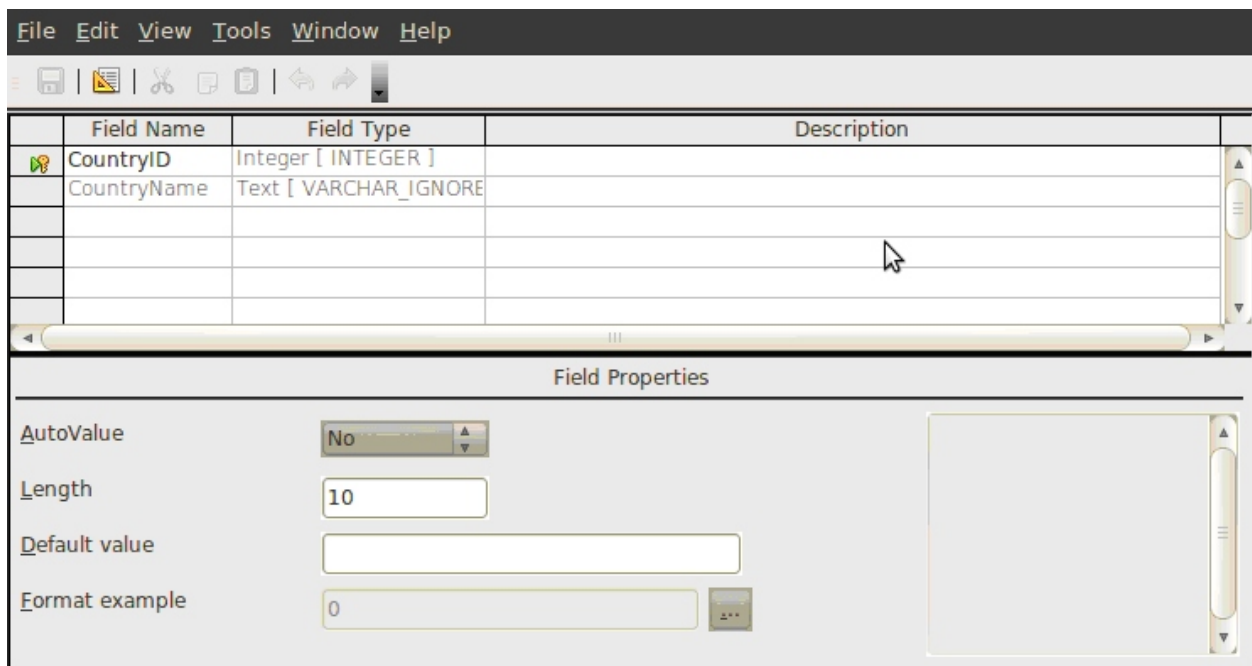 File Edit View Tools Window Help
Field Name Field Type Description
CountryID Integer [ INTEGER ]
CountryName Text [ VARCHAR_IGNORE
Field Properties
AutoValue No
Length 10
Default value
Format example 0 ...